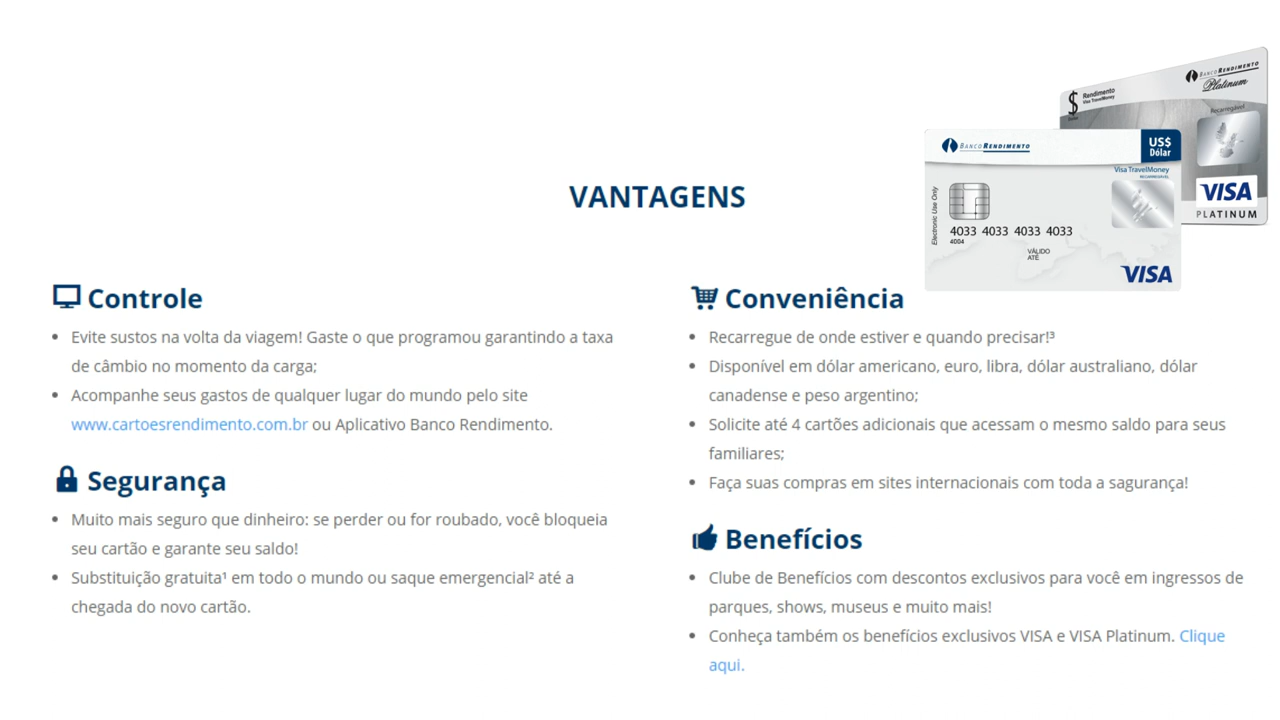 BANCO RENDIMENTO
Platinum
Rendimento
Visa TravelMoney
Recarregável
VISA
PLATINUM
BANCO RENDIMENTO
US$
Dólar
Visa TravelMoney
RECARREGÁVEL
Electronic Use Only
4033 4033 4033 4033
4004
VÁLIDO
ATÉ
VISA
VANTAGENS
Controle
• Evite sustos na volta da viagem! Gaste o que programou garantindo a taxa
de câmbio no momento da carga;
• Acompanhe seus gastos de qualquer lugar do mundo pelo site
www.cartoesrendimento.com.br ou Aplicativo Banco Rendimento.
Segurança
• Muito mais seguro que dinheiro: se perder ou for roubado, você bloqueia
seu cartão e garante seu saldo!
• Substituição gratuita¹ em todo o mundo ou saque emergencial² até a
chegada do novo cartão.
Conveniência
• Recarregue de onde estiver e quando precisar!³
• Disponível em dólar americano, euro, libra, dólar australiano, dólar
canadense e peso argentino;
• Solicite até 4 cartões adicionais que acessam o mesmo saldo para seus
familiares;
• Faça suas compras em sites internacionais com toda a sagurança!
Benefícios
• Clube de Benefícios com descontos exclusivos para você em ingressos de
parques, shows, museus e muito mais!
• Conheça também os benefícios exclusivos VISA e VISA Platinum. Clique
aqui.